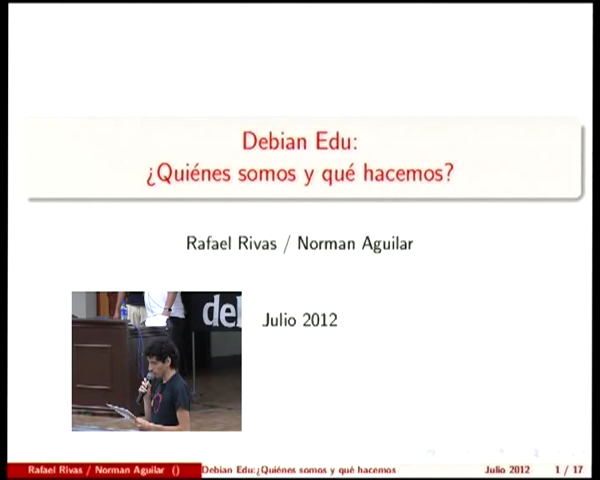 Debian Edu:
¿Quiénes somos y qué hacemos?
Rafael Rivas / Norman Aguilar
Julio 2012
Rafael Rivas / Norman Aguilar ()
Debian Edu:¿Quiénes somos y qué hacemos
Julio 2012
1 / 17